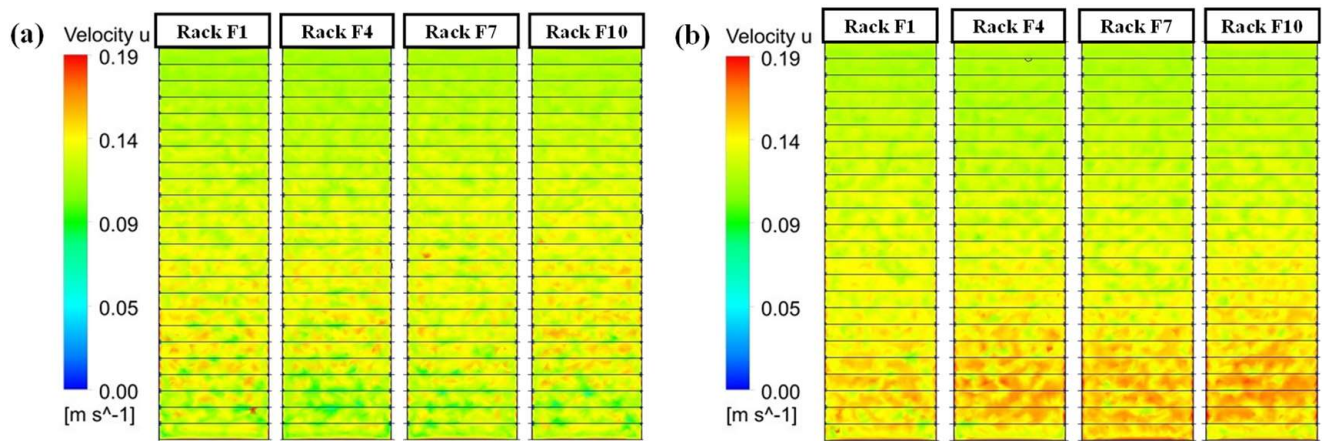 (a)
Velocity u
0.19
0.14
0.09
0.05
0.00
[m s^-1]
Rack F1
Rack F4
Rack F7
Rack F10
(b)
Velocity u
0.19
0.14
0.09
0.05
0.00
[m s^-1]
Rack F1
Rack F4
Rack F7
Rack F10